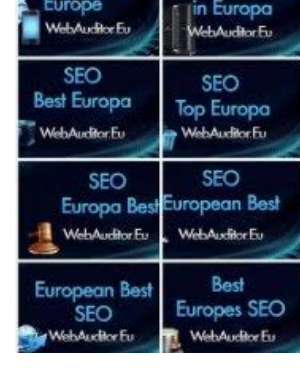 Europe
in Europa
WebAuditor.Eu
WebAuditor.Eu
SEO
Best Europa
WebAuditor.Eu
SEO
Top Europa
WebAuditor.Eu
SEO
Europa Best
WebAuditor.Eu
SEO
European Best
WebAuditor.Eu
European Best
SEO
WebAuditor.Eu
Best
Europes SEO
WebAuditor.Eu